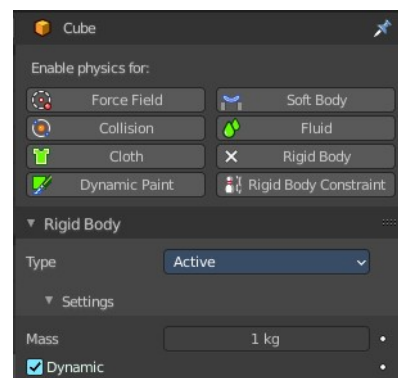 Cube
Enable physics for:
Force Field Soft Body
Collision Fluid
Cloth Rigid Body
Dynamic Paint Rigid Body Constraint
Rigid Body
Type Active
Settings
Mass 1 kg
Dynamic